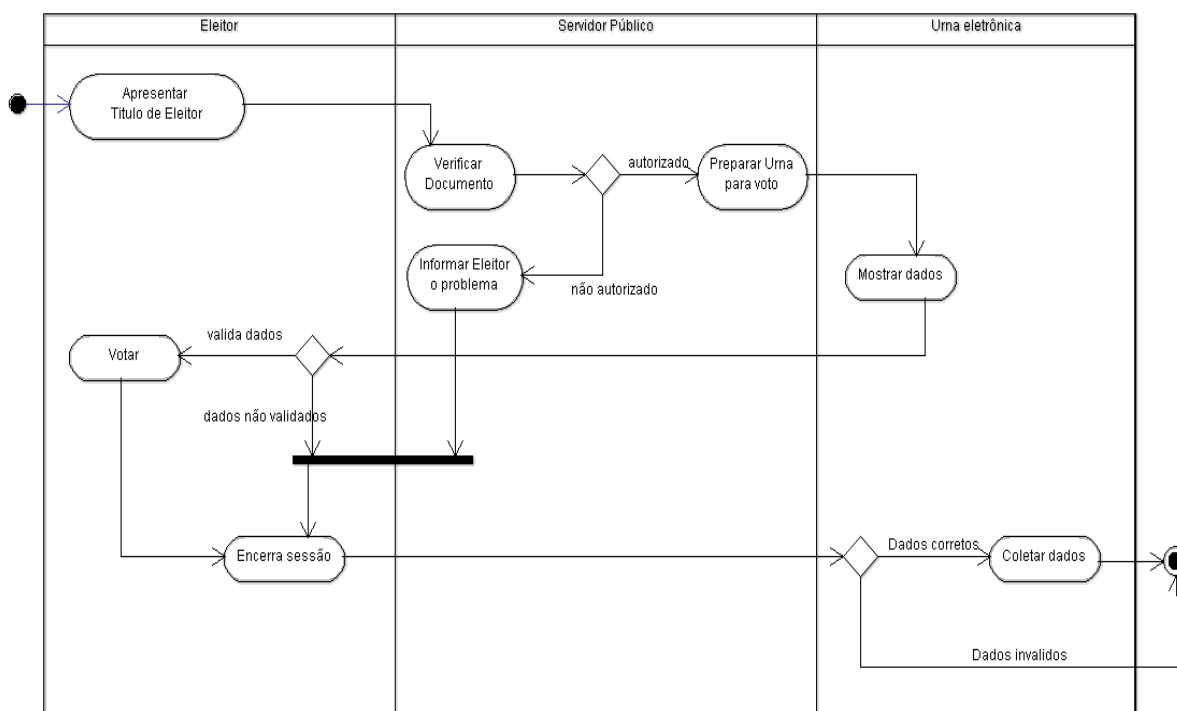 Eleitor
Servidor Público
Urna eletrônica
Apresentar
Titulo de Eleitor
Verificar
Documento
autorizado
Preparar Urna
para voto
Informar Eleitor
o problema
não autorizado
Mostrar dados
valida dados
Votar
dados não validados
Encerra sessão
Dados corretos
Coletar dados
Dados invalidos